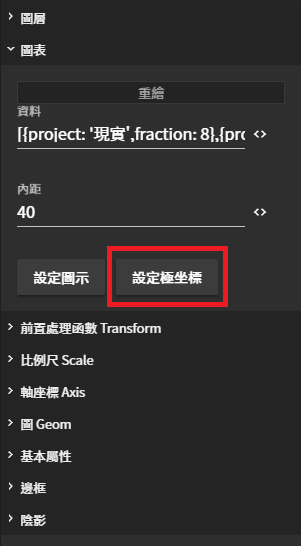 圖層
圖表
重繪
資料
[{project: '現實',fraction: 8},{pro
內距
40
設定圖示
設定極坐標
前置處理函數 Transform
比例尺 Scale
軸座標 Axis
圖 Geom
基本屬性
邊框
陰影